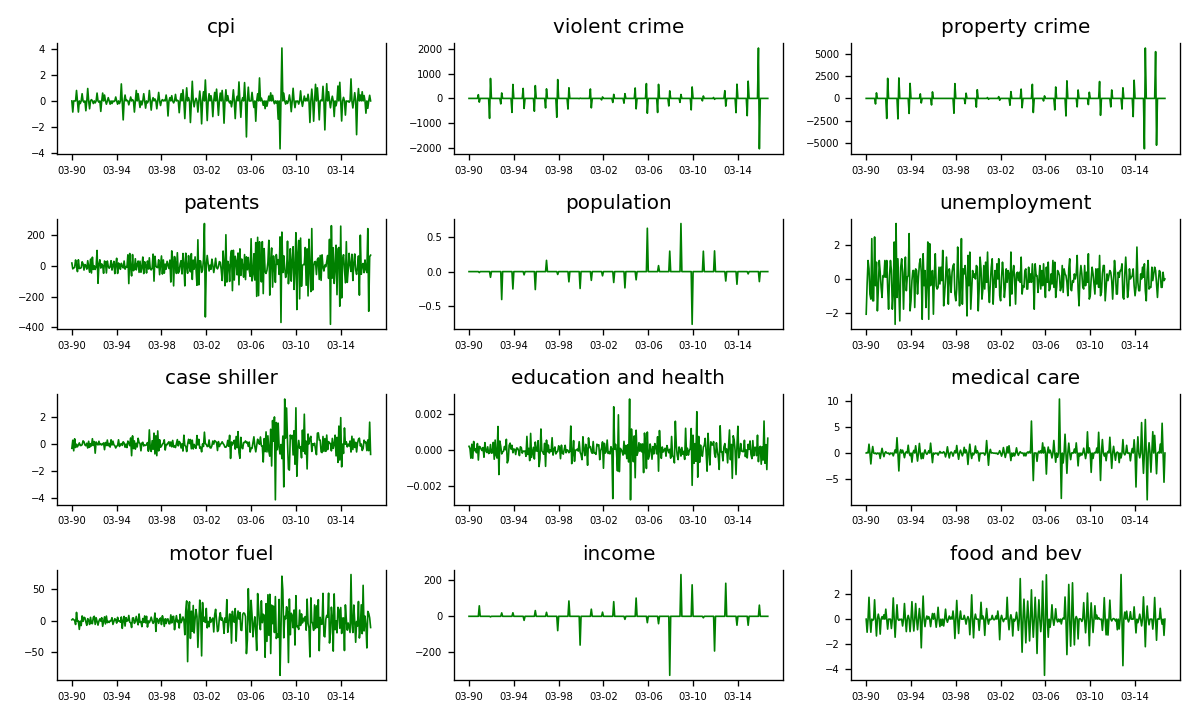 cpi
violent crime
property crime
4
2
0
−2
−4
2000
1000
0
−1000
−2000
5000
2500
0
−2500
−5000
03-90 03-94 03-98 03-02 03-06 03-10 03-14
03-90 03-94 03-98 03-02 03-06 03-10 03-14
03-90 03-94 03-98 03-02 03-06 03-10 03-14
patents
population
unemployment
200
0
−200
−400
0.5
0.0
−0.5
2
0
−2
03-90 03-94 03-98 03-02 03-06 03-10 03-14
03-90 03-94 03-98 03-02 03-06 03-10 03-14
03-90 03-94 03-98 03-02 03-06 03-10 03-14
case shiller
education and health
medical care
2
0
−2
−4
0.002
0.000
−0.002
10
5
0
−5
03-90 03-94 03-98 03-02 03-06 03-10 03-14
03-90 03-94 03-98 03-02 03-06 03-10 03-14
03-90 03-94 03-98 03-02 03-06 03-10 03-14
motor fuel
income
food and bev
50
0
−50
200
0
−200
2
0
−2
−4
03-90 03-94 03-98 03-02 03-06 03-10 03-14
03-90 03-94 03-98 03-02 03-06 03-10 03-14
03-90 03-94 03-98 03-02 03-06 03-10 03-14